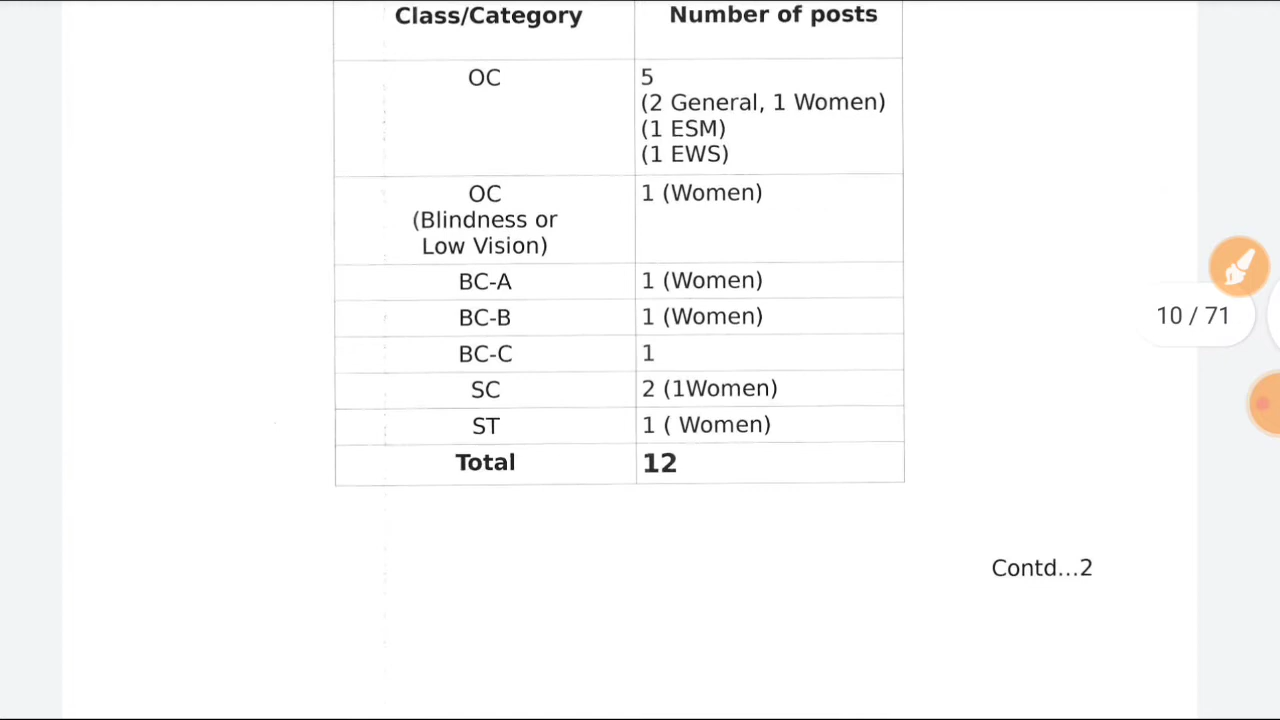 Class/Category Number of posts
OC 5
(2 General, 1 Women)
(1 ESM)
(1 EWS)
OC 1 (Women)
(Blindness or
Low Vision)
BC-A 1 (Women)
BC-B 1 (Women)
BC-C 1
SC 2 (1Women)
ST 1 ( Women)
Total 12
10 / 71
Contd...2